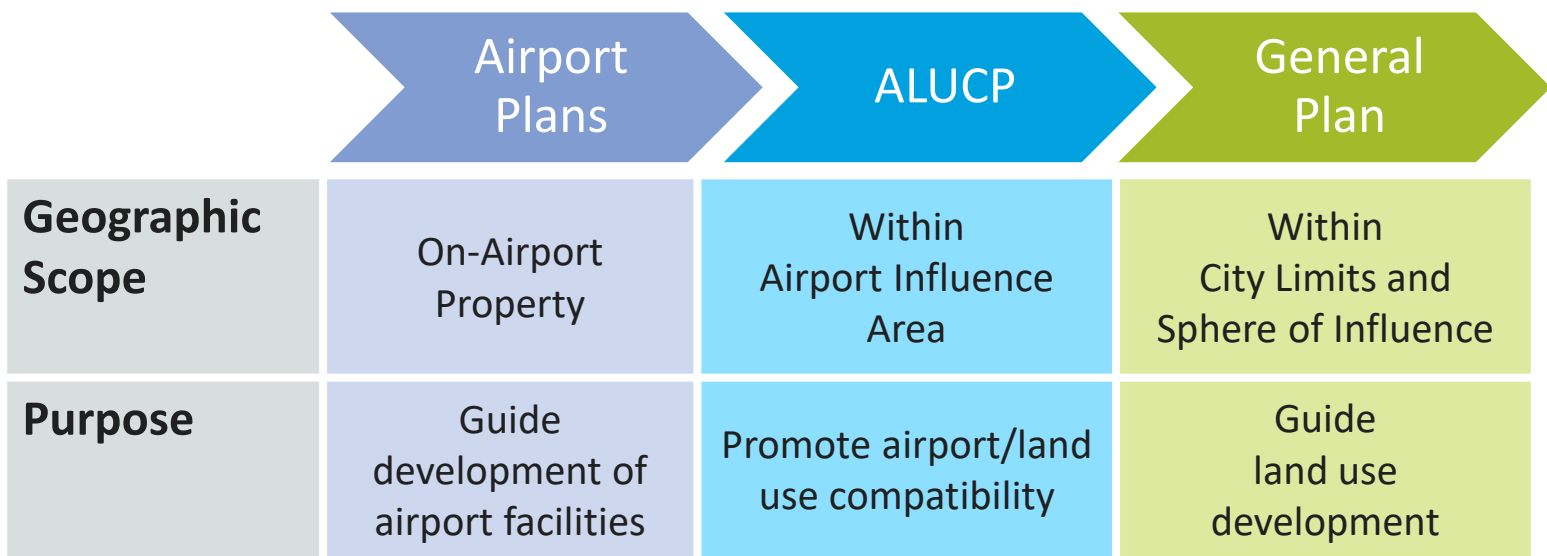 Airport
Plans
ALUCP
General
Plan
Geographic
Scope
On-Airport
Property
Within
Airport Influence
Area
Within
City Limits and
Sphere of Influence
Purpose
Guide
development of
airport facilities
Promote airport/land
use compatibility
Guide
land use
development